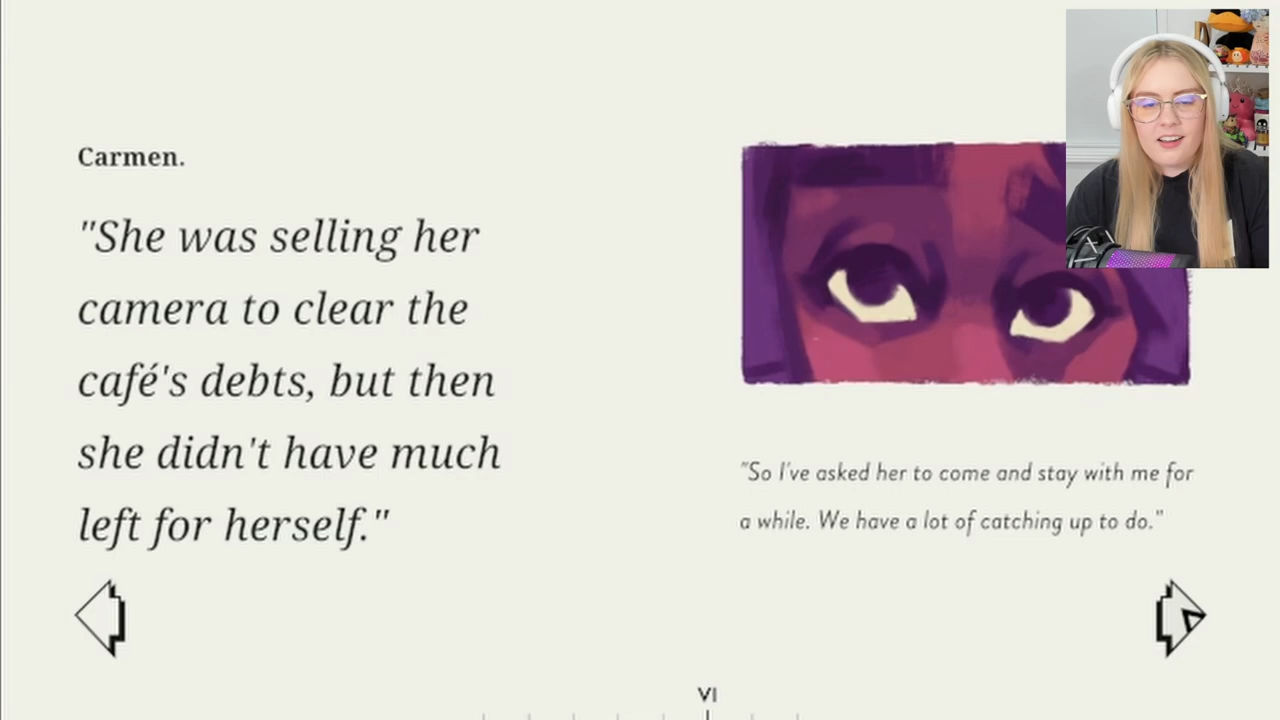 Carmen.
"She was selling her
camera to clear the
café's debts, but then
she didn't have much
left for herself."
"So I've asked her to come and stay with me for
a while. We have a lot of catching up to do."
VI